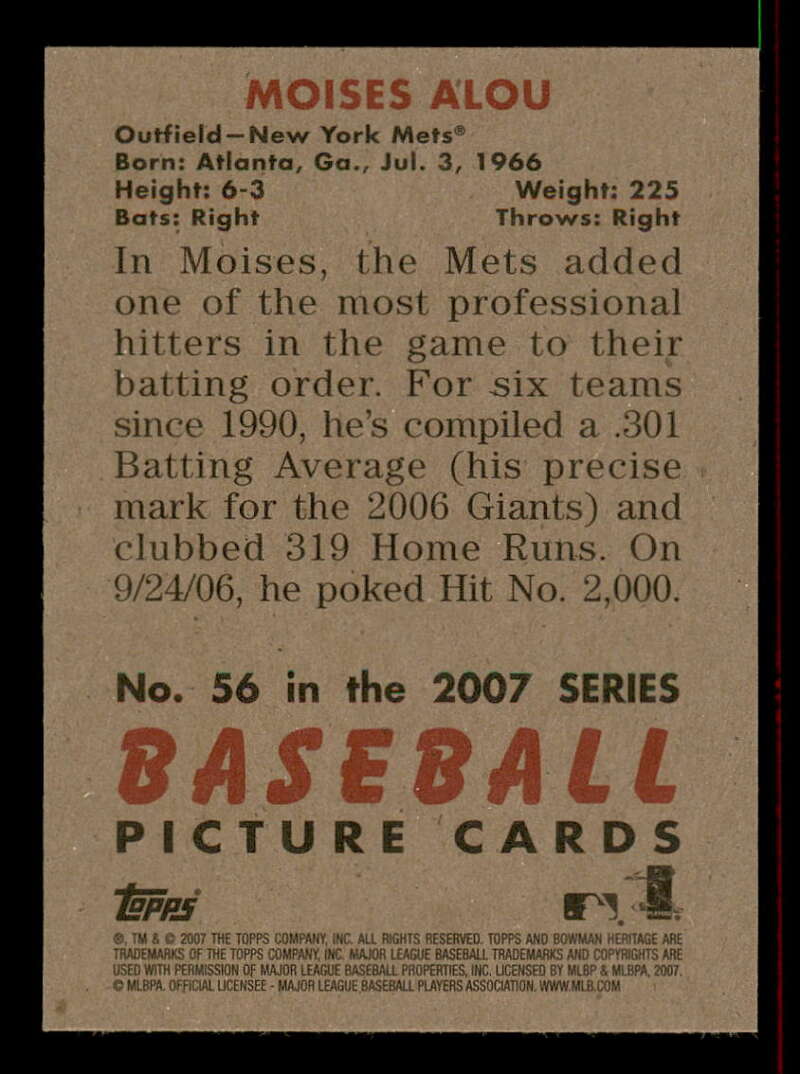 MOISES ALOU
Outfield—New York Mets®
Born: Atlanta, Ga., Jul. 3, 1966
Height: 6-3 Weight: 225
Bats: Right Throws: Right
In Moises, the Mets added
one of the most professional
hitters in the game to their
batting order. For six teams
since 1990, he's compiled a .301
Batting Average (his precise
mark for the 2006 Giants) and
clubbed 319 Home Runs. On
9/24/06, he poked Hit No. 2,000.
No. 56 in the 2007 SERIES
BASEBALL
PICTURE CARDS
Topps
®, TM & © 2007 THE TOPPS COMPANY, INC. ALL RIGHTS RESERVED. TOPPS AND BOWMAN HERITAGE ARE
TRADEMARKS OF THE TOPPS COMPANY, INC. MAJOR LEAGUE BASEBALL TRADEMARKS AND COPYRIGHTS ARE
USED WITH PERMISSION OF MAJOR LEAGUE BASEBALL PROPERTIES, INC. LICENSED BY MLBP & MLBPA, 2007.
© MLBPA. OFFICIAL LICENSEE - MAJOR LEAGUE BASEBALL PLAYERS ASSOCIATION. WWW.MLB.COM